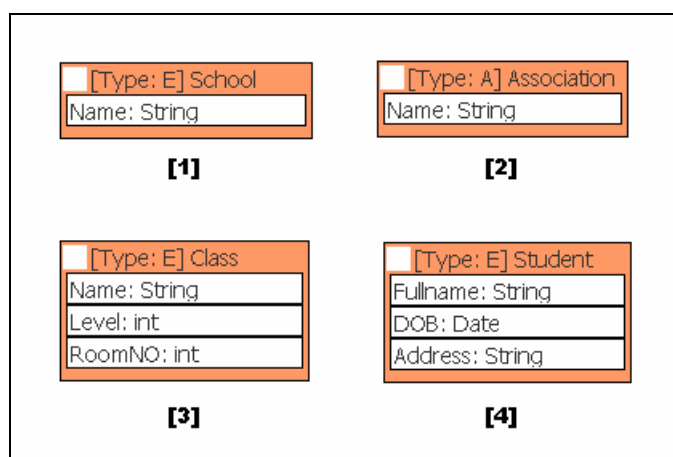 [Type: E] School
Name: String
[1]
[Type: A] Association
Name: String
[2]
[Type: E] Class
Name: String
Level: int
RoomNO: int
[3]
[Type: E] Student
Fullname: String
DOB: Date
Address: String
[4]